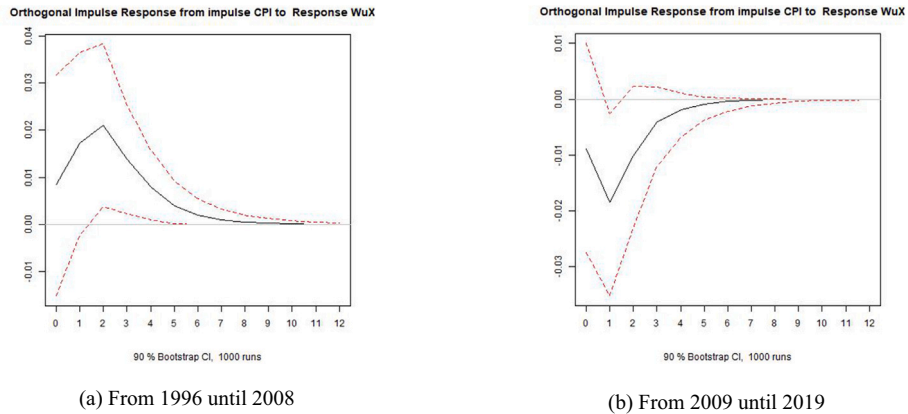 Orthogonal Impulse Response from impulse CPI to Response WuX
0.04
0.03
0.02
0.01
0.00
-0.01
0 1 2 3 4 5 6 7 8 9 10 11 12
90 % Bootstrap CI, 1000 runs
(a) From 1996 until 2008
Orthogonal Impulse Response from impulse CPI to Response WuX
0.01
0.00
-0.01
-0.02
-0.03
0 1 2 3 4 5 6 7 8 9 10 11 12
90 % Bootstrap CI, 1000 runs
(b) From 2009 until 2019